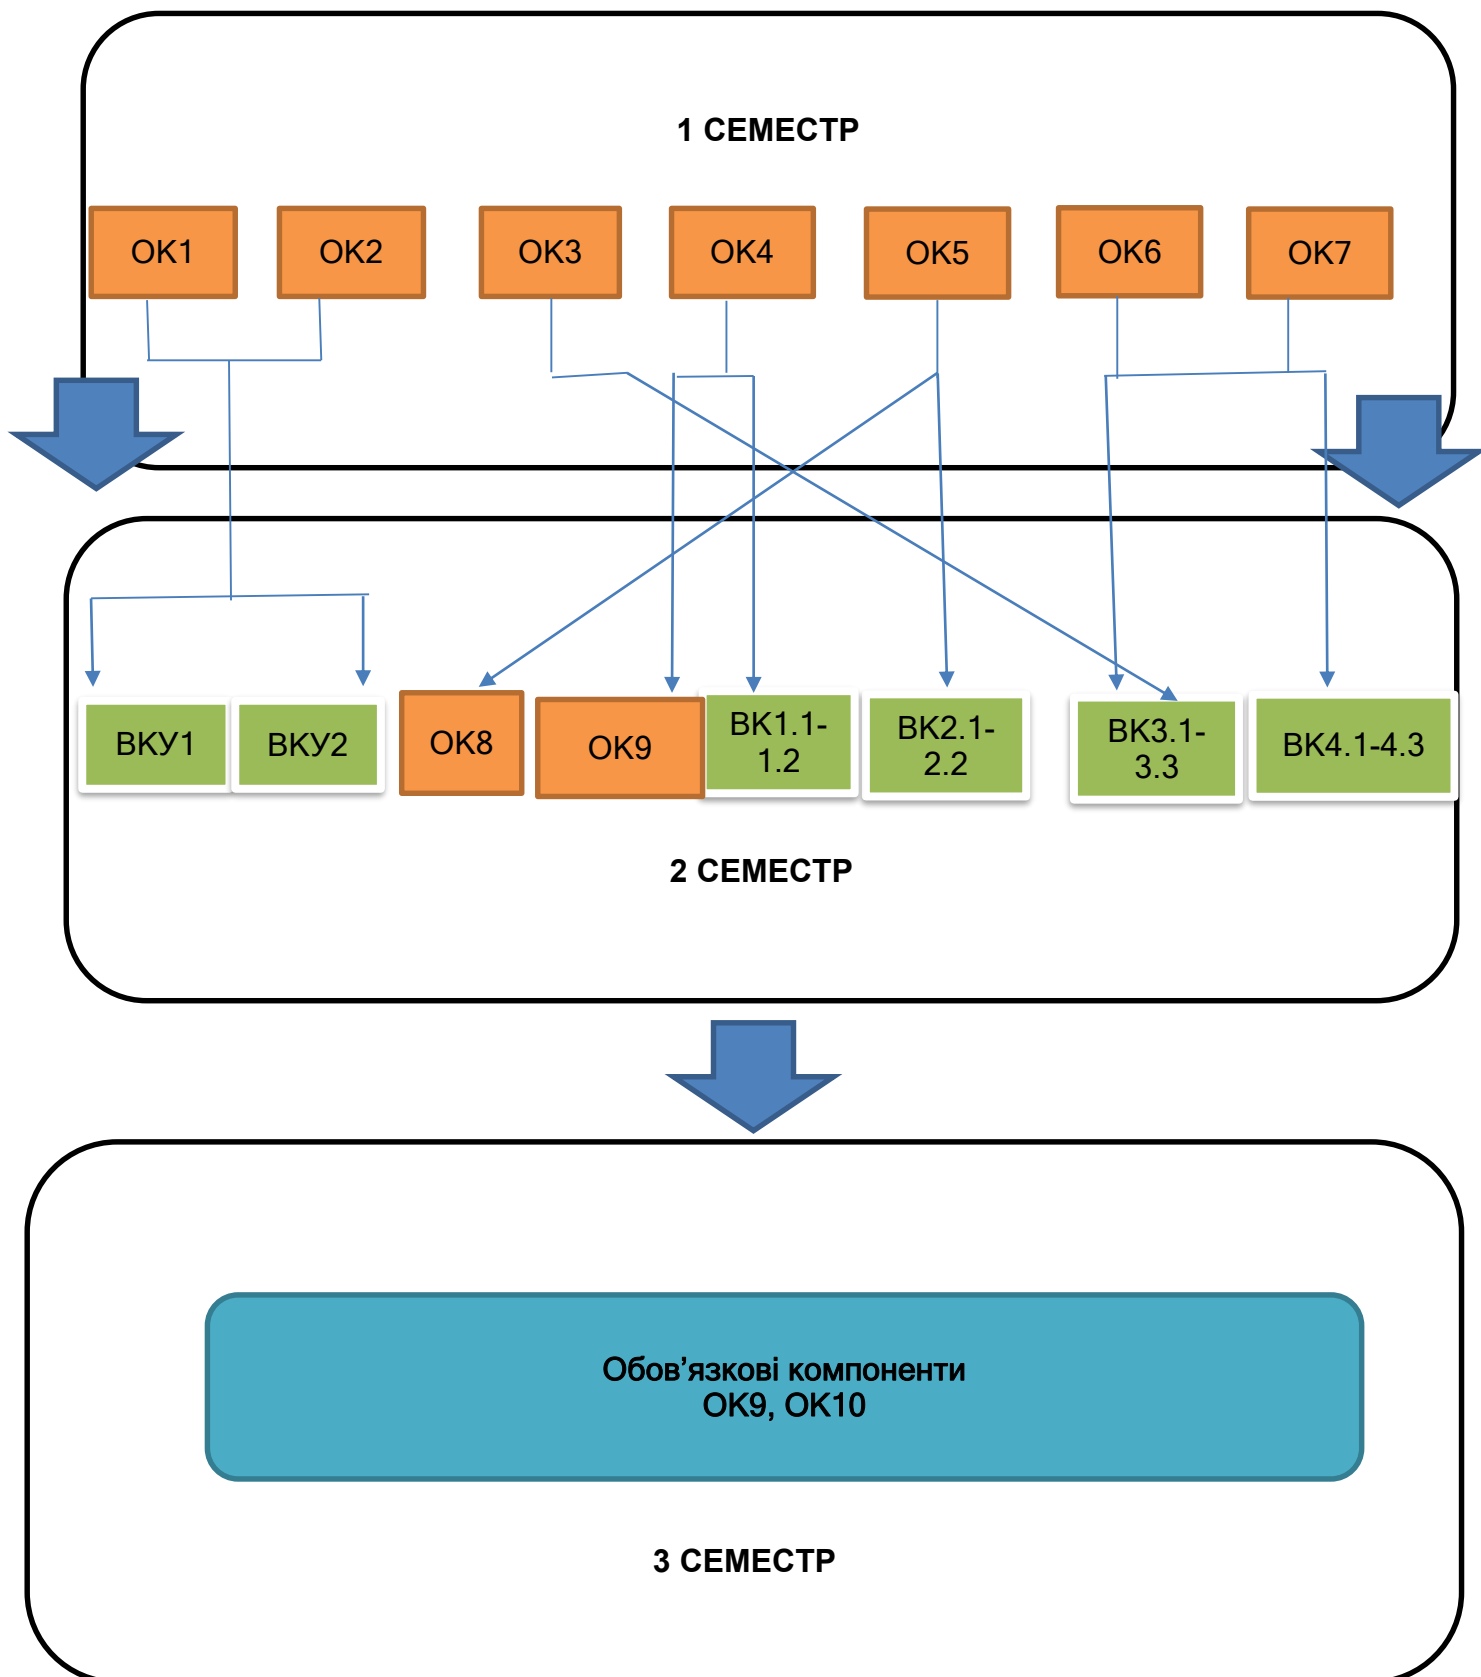 1 СЕМЕСТР
ОК1 ОК2 ОК3 ОК4 ОК5 ОК6 ОК7
ВКУ1 ВКУ2 ОК8 ОК9 ВК1.1-
1.2 ВК2.1-
2.2 ВК3.1-
3.3 ВК4.1-4.3
2 СЕМЕСТР
Обов’язкові компоненти
ОК9, ОК10
3 СЕМЕСТР